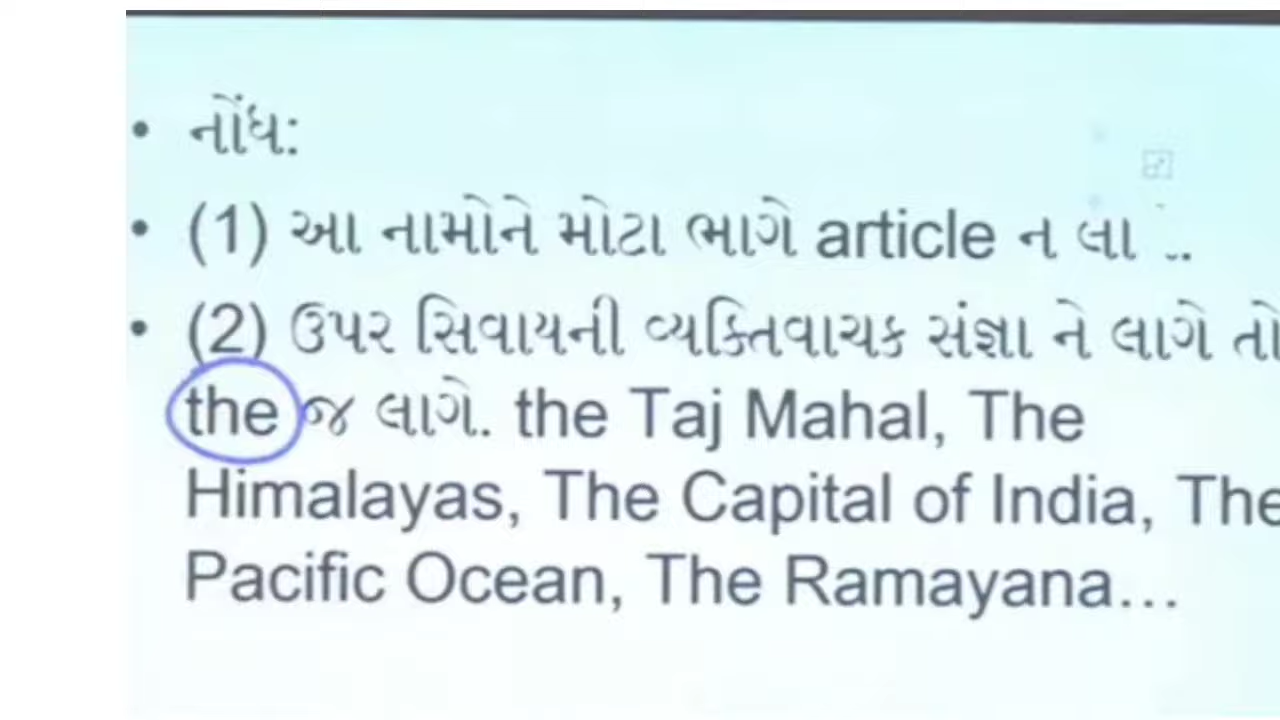 • નોંધ:
• (1) આ નામોને મોટા ભાગે article ન
• (2) ઉપર સિવાયની વ્યક્તિવાચક સંજ્ઞા ને લાગે તો
the જ લાગે. the Taj Mahal, The
Himalayas, The Capital of India, The
Pacific Ocean, The Ramayana…